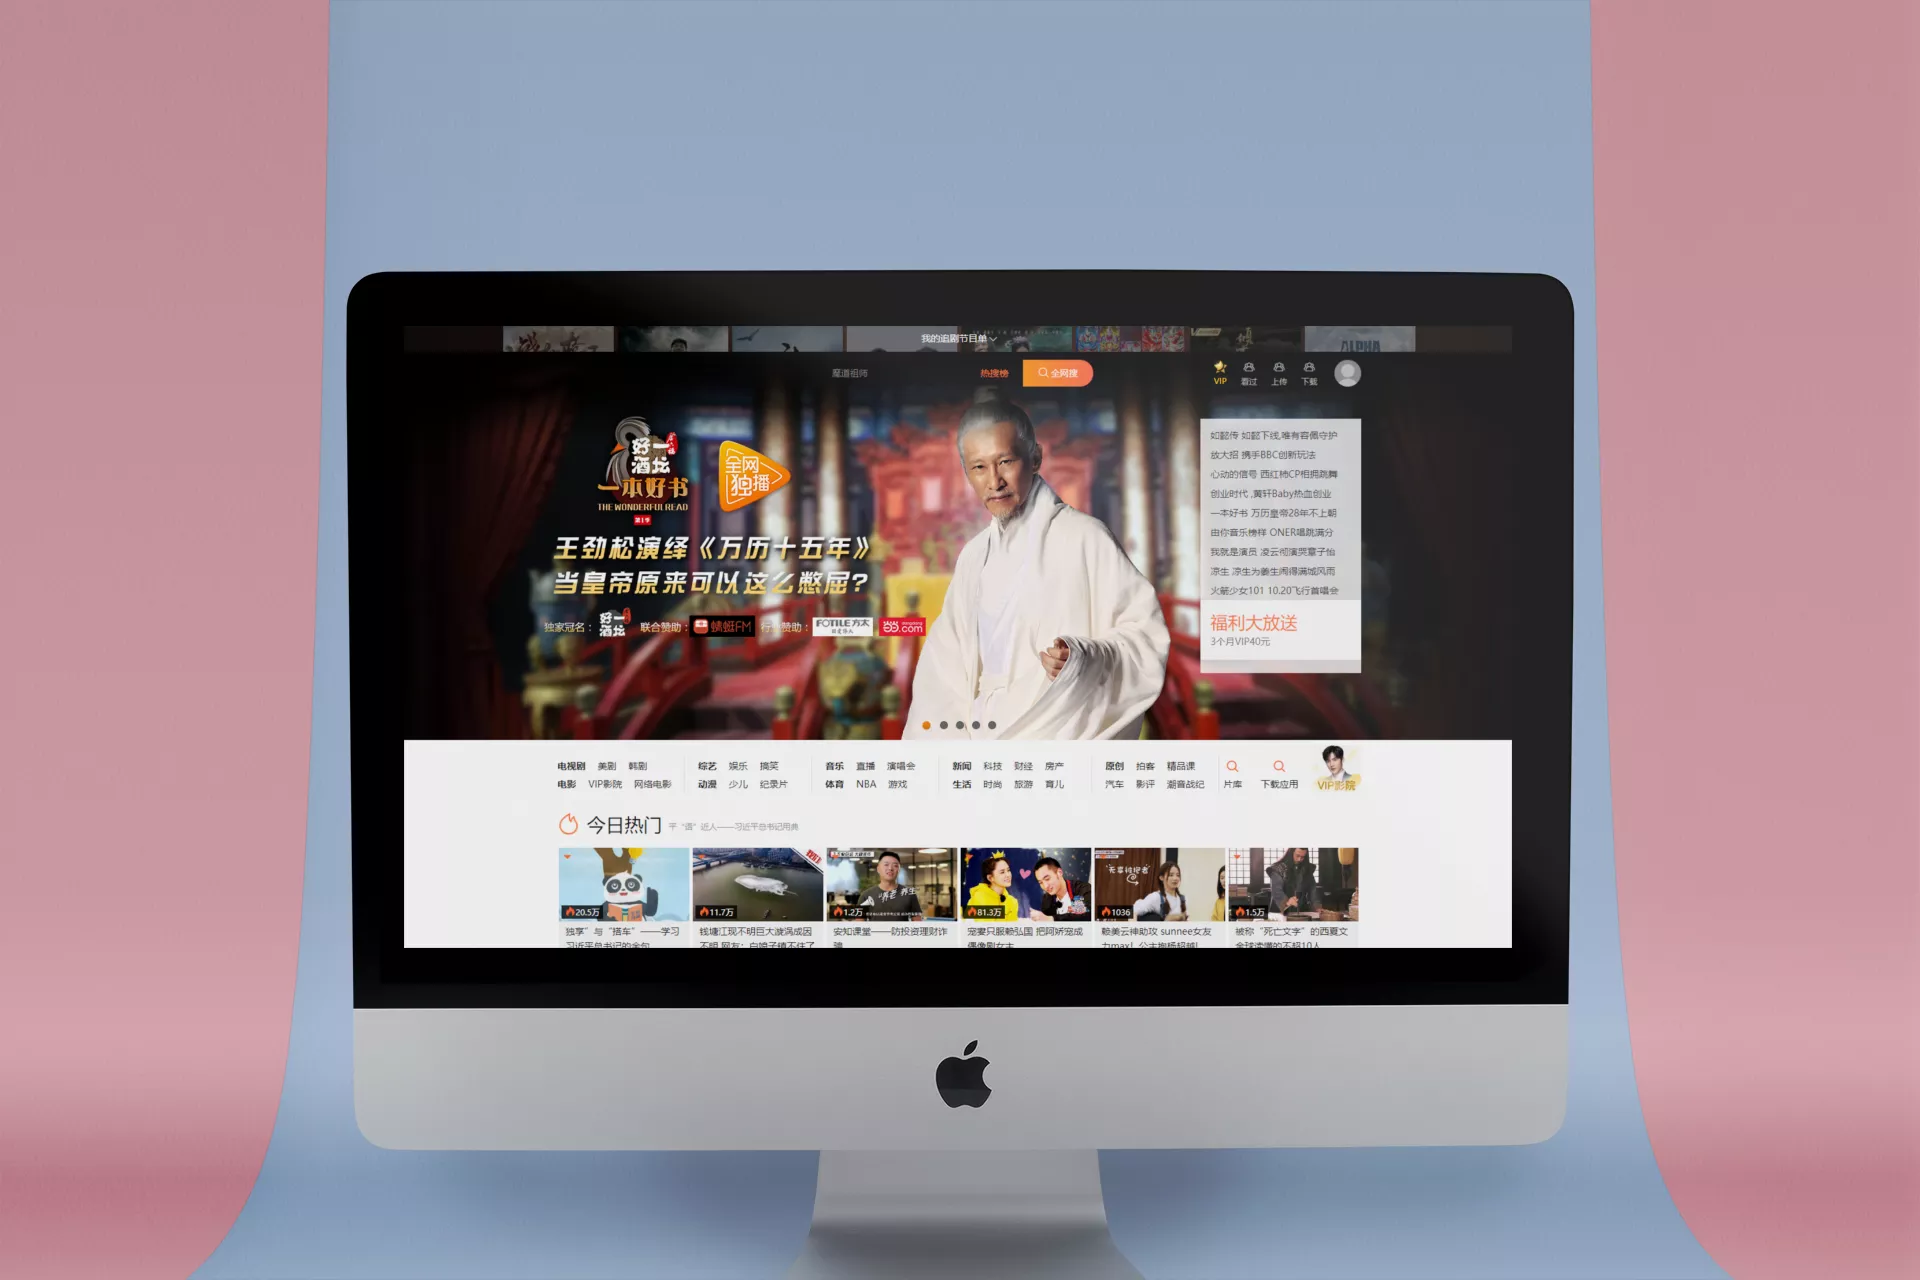 我的追剧节目单
ALPHA
魔道祖师
热搜榜
全网搜
VIP
看过
上传
下载
好一
酒坛
一本好书
THE WONDERFUL READ
第1季
全网
独播
王劲松演绎《万历十五年》
当皇帝原来可以这么憋屈?
独家冠名：
好一
酒坛
联合赞助：
蜻蜓FM
赞助：
FOTILE方太
当当.com
如懿传 如懿下线,唯有容佩守护
放大招 携手BBC创新玩法
心动的信号 西红柿CP相拥跳舞
创业时代 ,黄轩Baby热血创业
一本好书 万历皇帝28年不上朝
由你音乐榜样 ONER唱跳满分
我就是演员 凌云彻演哭章子怡
凉生 凉生为姜生闹得满城风雨
火箭少女101 10.20飞行首唱会
福利大放送
3个月VIP40元
电视剧 美剧 韩剧
电影 VIP影院 网络电影
综艺 娱乐 搞笑
动漫 少儿 纪录片
音乐 直播 演唱会
体育 NBA 游戏
新闻 科技 财经 房产
生活 时尚 旅游 育儿
原创 拍客 精品课
汽车 影评 潮音战纪
片库
下载应用
VIP影院
今日热门
平“语”近人——习近平总书记用典
20.5万
11.7万
1.2万
81.3万
1036
1.5万
独享”与“搭车”——学习
习近平总书记的金句
钱塘江现不明巨大漩涡成因
不明 网友：白娘子镇不住了
安知课堂——防投资理财诈
骗
宠妻只服赖弘国 把阿娇宠成
偶像剧女主
赖美云神助攻 sunnee女友
力max！公主抱杨超越!
被称“死亡文字”的西夏文
全球读懂的不超10人